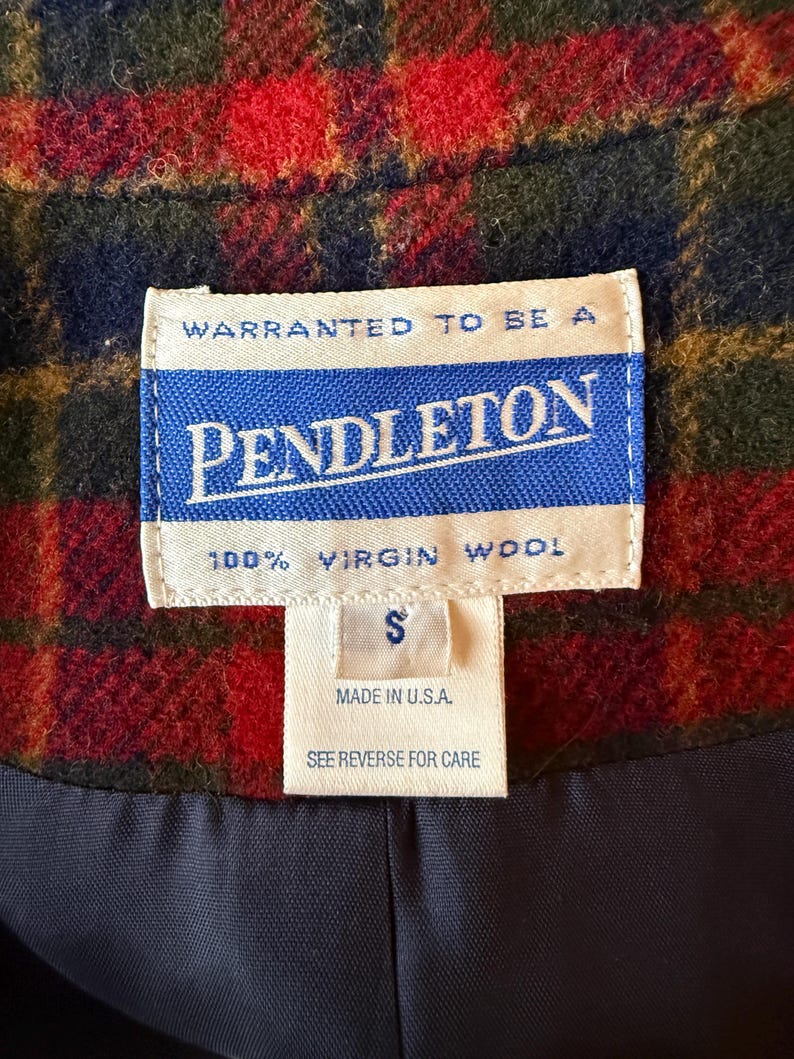 WARRANTED TO BE A
PENDLETON
100% VIRGIN WOOL
S
MADE IN U.S.A.
SEE REVERSE FOR CARE